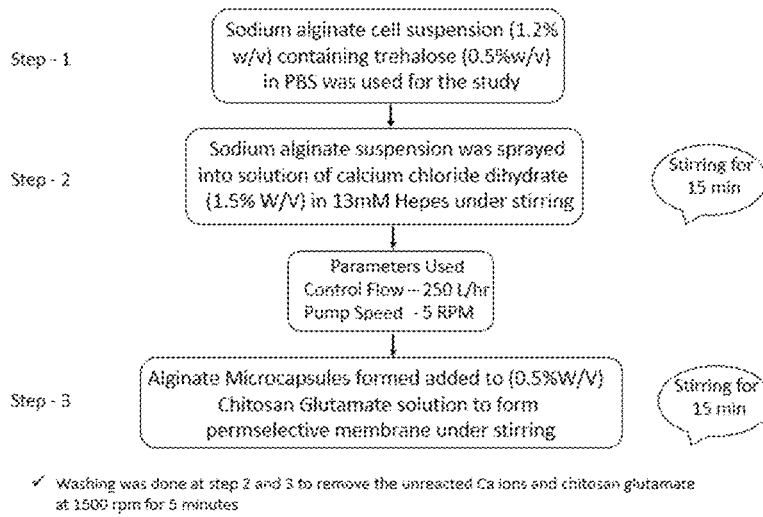 Step - 1
Sodium alginate cell suspension (1.2%
w/v) containing trehalose (0.5%w/v)
in PBS was used for the study
Step - 2
Sodium alginate suspension was sprayed
into solution of calcium chloride dihydrate
(1.5% W/V) in 13mM Hepes under stirring
Stirring for
15 min
Parameters Used
Control Flow -- 250 L/hr
Pump Speed - 5 RPM
Step - 3
Alginate Microcapsules formed added to (0.5%W/V)
Chitosan Glutamate solution to form
permselective membrane under stirring
Stirring for
15 min
✓ Washing was done at step 2 and 3 to remove the unreacted Ca ions and chitosan glutamate
at 1500 rpm for 5 minutes